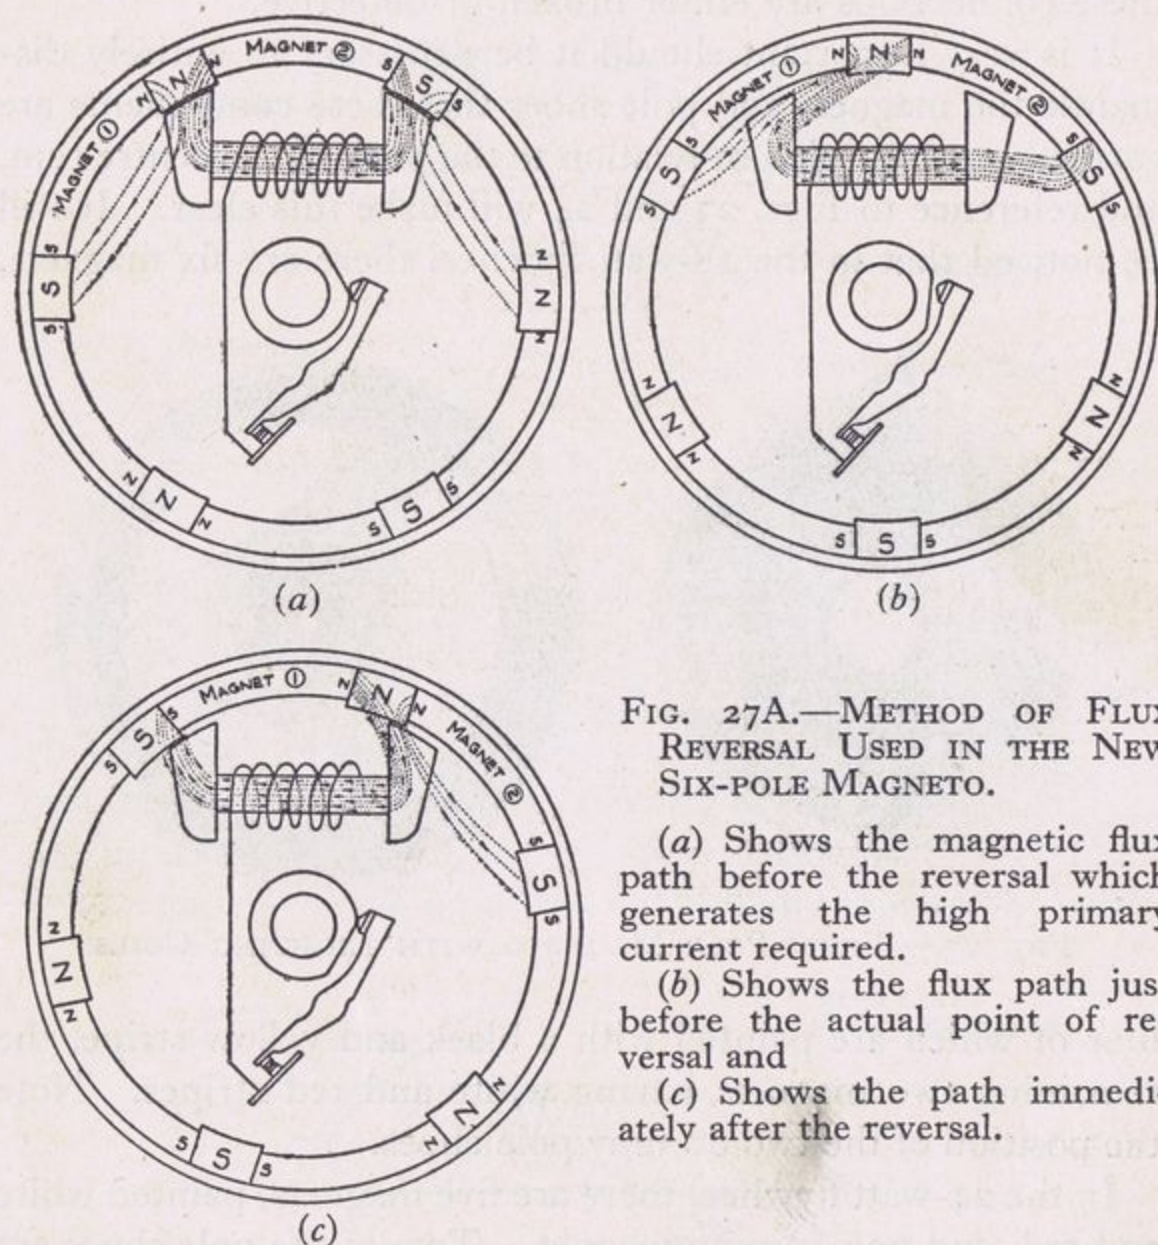 MAGNET ②
MAGNET ①
N N N
S S S
S S S
N N N
N N N
S S S
(a)
MAGNET ①
MAGNET ②
N N N
S S S
S S S
N N N
N N N
S S S
(b)
MAGNET ①
MAGNET ②
N N N
S S S
S S S
N N N
N N N
S S S
(c)
FIG. 27A.—METHOD OF FLUX
REVERSAL USED IN THE NEW
SIX-POLE MAGNETO.
(a) Shows the magnetic flux
path before the reversal which
generates the high primary
current required.
(b) Shows the flux path just
before the actual point of re-
versal and
(c) Shows the path immedi-
ately after the reversal.